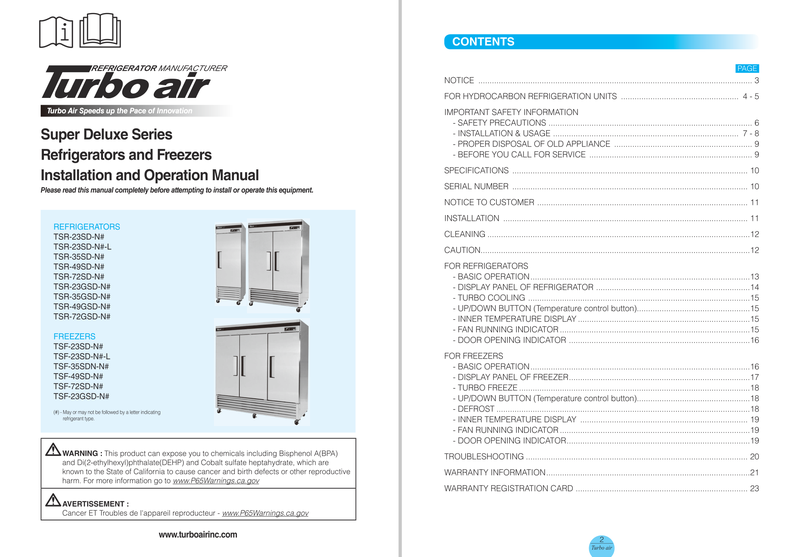 REFRIGERATOR MANUFACTURER
Turbo air
Turbo Air Speeds up the Pace of Innovation
Super Deluxe Series
Refrigerators and Freezers
Installation and Operation Manual
Please read this manual completely before attempting to install or operate this equipment.
REFRIGERATORS
TSR-23SD-N#
TSR-23SD-N#-L
TSR-35SD-N#
TSR-49SD-N#
TSR-72SD-N#
TSR-23GSD-N#
TSR-35GSD-N#
TSR-49GSD-N#
TSR-72GSD-N#
FREEZERS
TSF-23SD-N#
TSF-23SD-N#-L
TSF-35SDN-N#
TSF-49SD-N#
TSF-72SD-N#
TSF-23GSD-N#
(#) - May or may not be followed by a letter indicating
refrigerant type.
WARNING : This product can expose you to chemicals including Bisphenol A(BPA)
and Di(2-ethylhexyl)phthalate(DEHP) and Cobalt sulfate heptahydrate, which are
known to the State of California to cause cancer and birth defects or other reproductive
harm. For more information go to www.P65Warnings.ca.gov
AVERTISSEMENT :
Cancer ET Troubles de l'appareil reproducteur - www.P65Warnings.ca.gov
www.turboairinc.com
CONTENTS
PAGE
NOTICE ........ 3
FOR HYDROCARBON REFRIGERATION UNITS ........ 4 - 5
IMPORTANT SAFETY INFORMATION
- SAFETY PRECAUTIONS ........ 6
- INSTALLATION & USAGE ........ 7 - 8
- PROPER DISPOSAL OF OLD APPLIANCE ........ 9
- BEFORE YOU CALL FOR SERVICE ........ 9
SPECIFICATIONS ........ 10
SERIAL NUMBER ........ 10
NOTICE TO CUSTOMER ........ 11
INSTALLATION ........ 11
CLEANING ........ 12
CAUTION ........ 12
FOR REFRIGERATORS
- BASIC OPERATION ........ 13
- DISPLAY PANEL OF REFRIGERATOR ........ 14
- TURBO COOLING ........ 15
- UP/DOWN BUTTON (Temperature control button) ........ 15
- INNER TEMPERATURE DISPLAY ........ 15
- FAN RUNNING INDICATOR ........ 15
- DOOR OPENING INDICATOR ........ 16
FOR FREEZERS
- BASIC OPERATION ........ 16
- DISPLAY PANEL OF FREEZER ........ 17
- TURBO FREEZE ........ 18
- UP/DOWN BUTTON (Temperature control button) ........ 18
- DEFROST ........ 18
- INNER TEMPERATURE DISPLAY ........ 19
- FAN RUNNING INDICATOR ........ 19
- DOOR OPENING INDICATOR ........ 19
TROUBLESHOOTING ........ 20
WARRANTY INFORMATION ........ 21
WARRANTY REGISTRATION CARD ........ 23
2
Turbo air